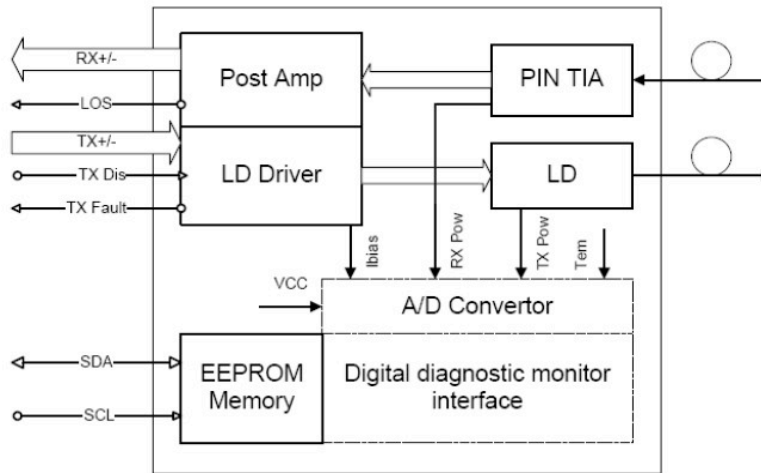 RX+/-
Post Amp
PIN TIA
LOS
TX+/-
LD Driver
LD
TX Dis
TX Fault
Ibias
RX Pow
TX Pow
Tem
VCC
A/D Convertor
SDA
EEPROM
Memory
Digital diagnostic monitor
interface
SCL